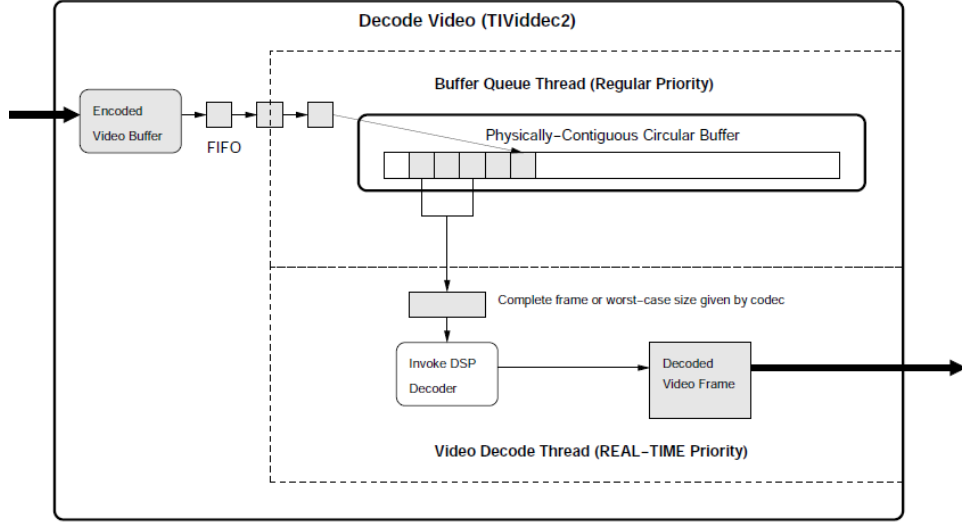 Decode Video (TIViddec2)
Buffer Queue Thread (Regular Priority)
Encoded
Video Buffer
FIFO
Physically-Contiguous Circular Buffer
Complete frame or worst-case size given by codec
Invoke DSP
Decoder
Decoded
Video Frame
Video Decode Thread (REAL-TIME Priority)